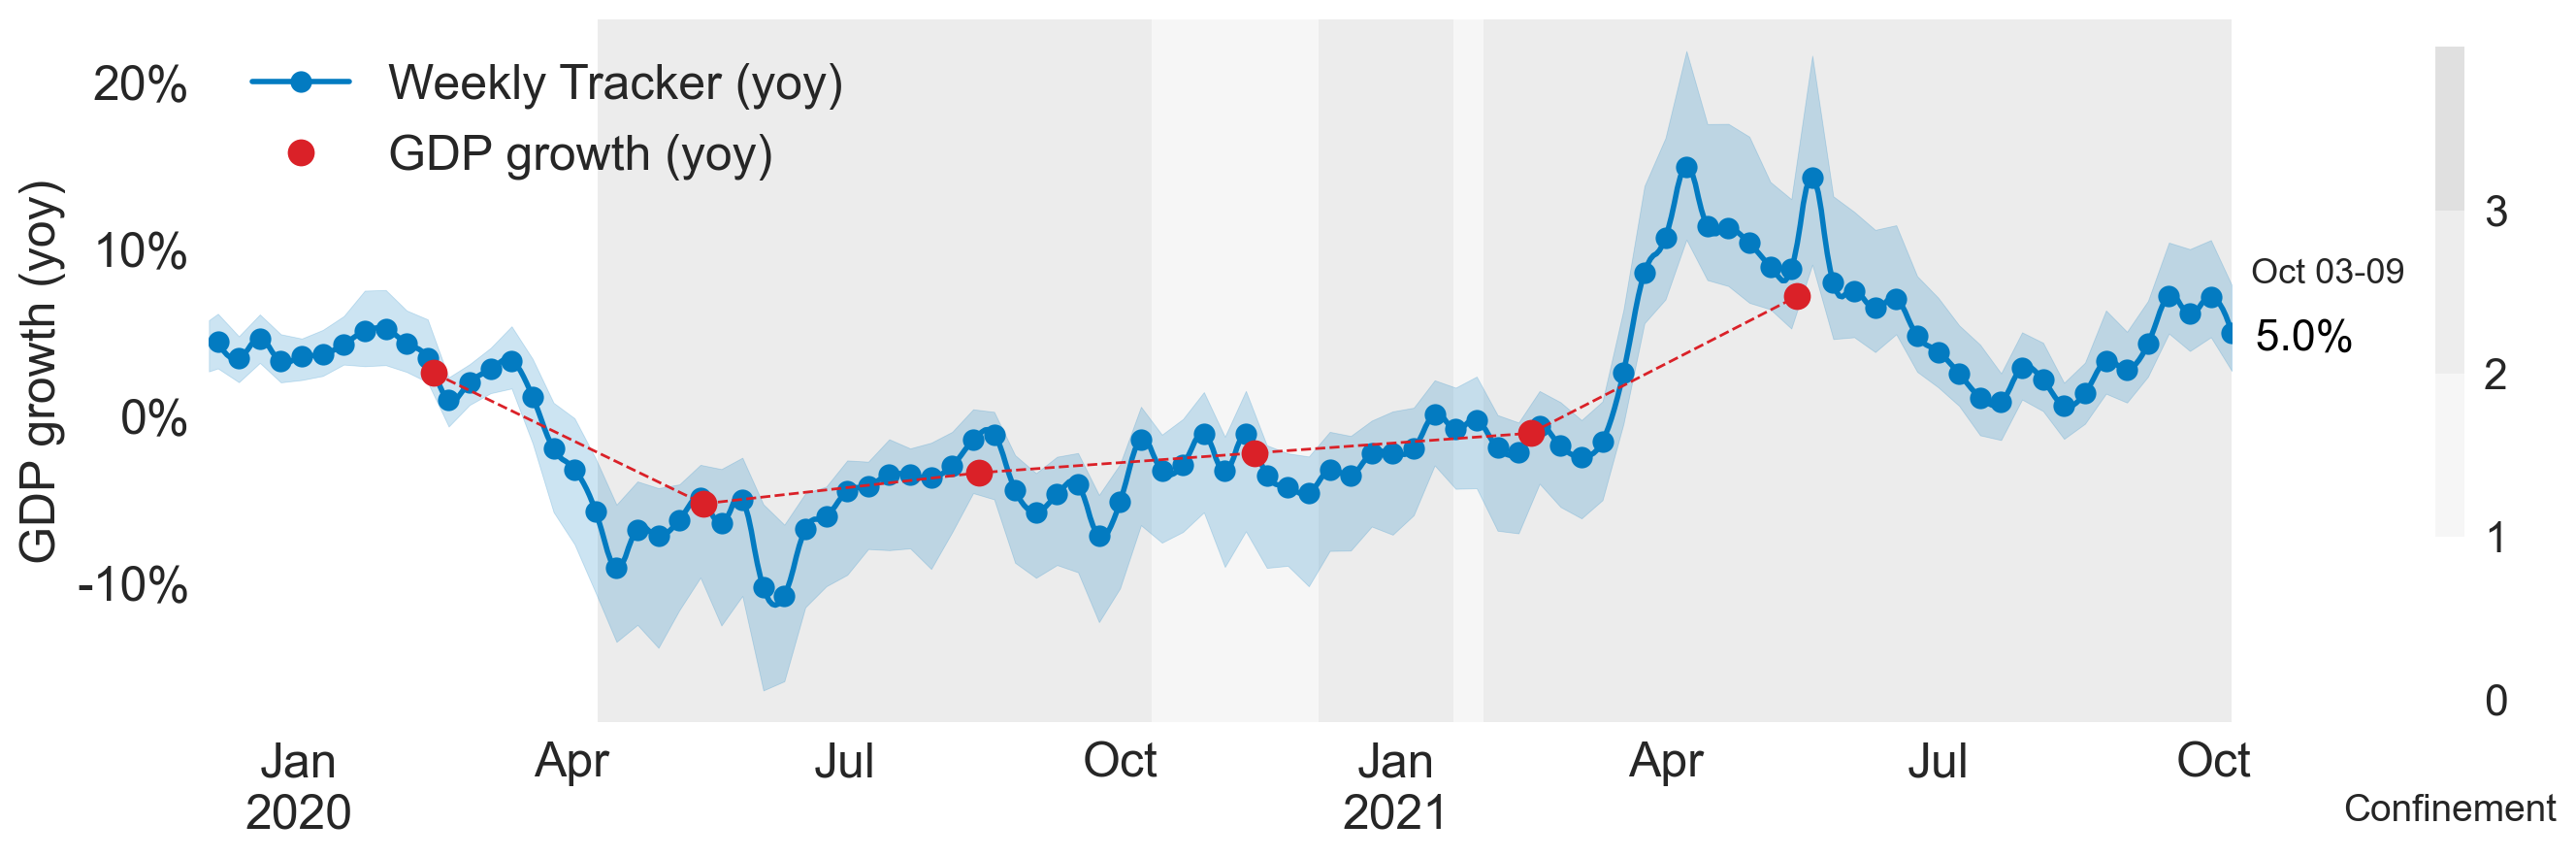 Weekly Tracker (yoy)
GDP growth (yoy)
GDP growth (yoy)
20%
10%
0%
-10%
Jan
2020
Apr
Jul
Oct
Jan
2021
Apr
Jul
Oct
Oct 03-09
5.0%
3
2
1
0
Confinement